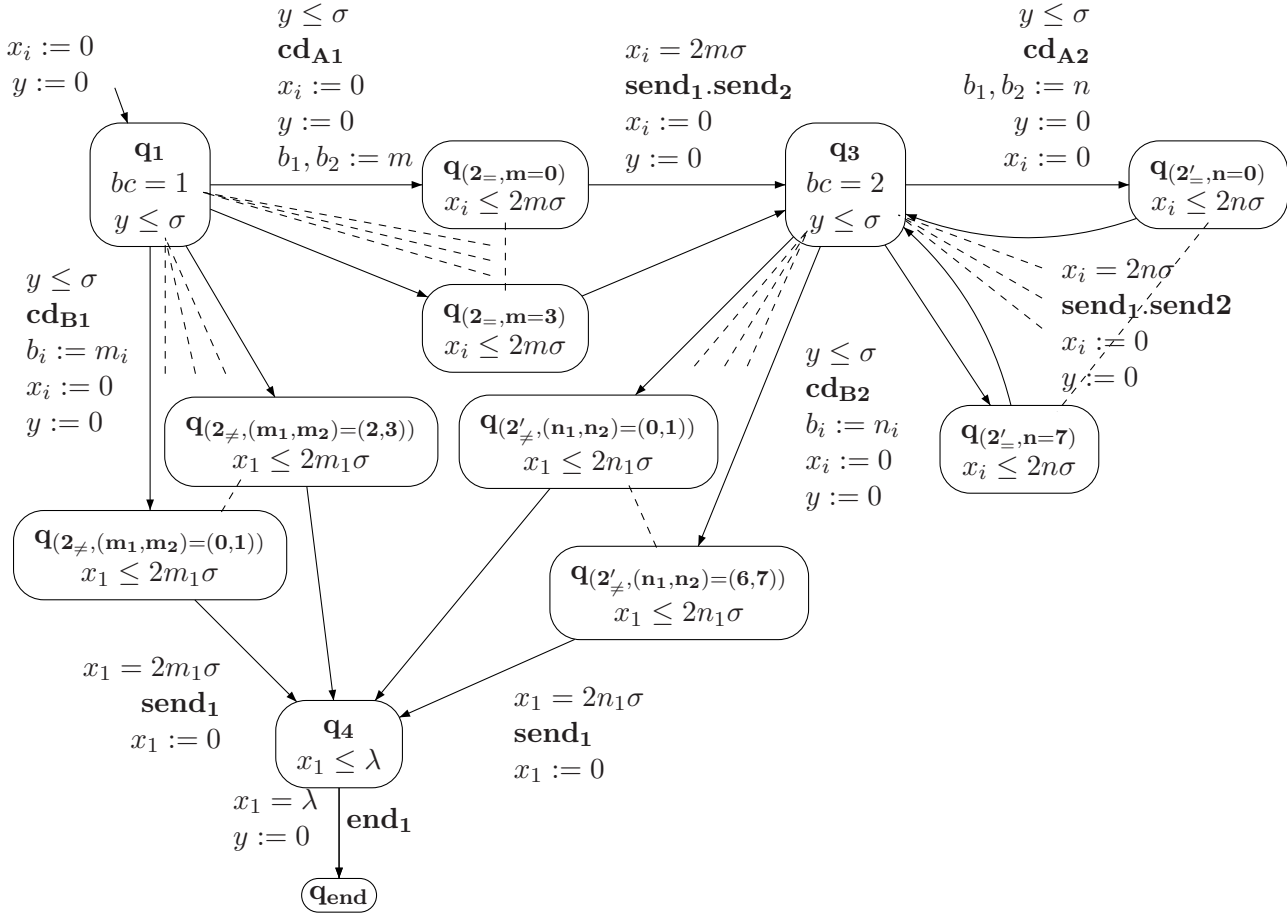 x_i := 0
y := 0
y ≤ σ
cd_A1
x_i := 0
y := 0
b_1, b_2 := m
x_i = 2mσ
send_1.send_2
x_i := 0
y := 0
y ≤ σ
cd_A2
b_1, b_2 := n
y := 0
x_i := 0
q_1
bc = 1
y ≤ σ
q_(2_=,m=0)
x_i ≤ 2mσ
q_3
bc = 2
y ≤ σ
q_(2'_=,n=0)
x_i ≤ 2nσ
y ≤ σ
cd_B1
b_i := m_i
x_i := 0
y := 0
q_(2_=,m=3)
x_i ≤ 2mσ
x_i = 2nσ
send_1.send2
x_i := 0
y := 0
y ≤ σ
cd_B2
b_i := n_i
x_i := 0
y := 0
q_(2_≠,(m_1,m_2)=(2,3))
x_1 ≤ 2m_1σ
q_(2'_≠,(n_1,n_2)=(0,1))
x_1 ≤ 2n_1σ
q_(2'_=,n=7)
x_i ≤ 2nσ
q_(2_≠,(m_1,m_2)=(0,1))
x_1 ≤ 2m_1σ
q_(2'_≠,(n_1,n_2)=(6,7))
x_1 ≤ 2n_1σ
x_1 = 2m_1σ
send_1
x_1 := 0
q_4
x_1 ≤ λ
x_1 = 2n_1σ
send_1
x_1 := 0
x_1 = λ
y := 0
end_1
q_end